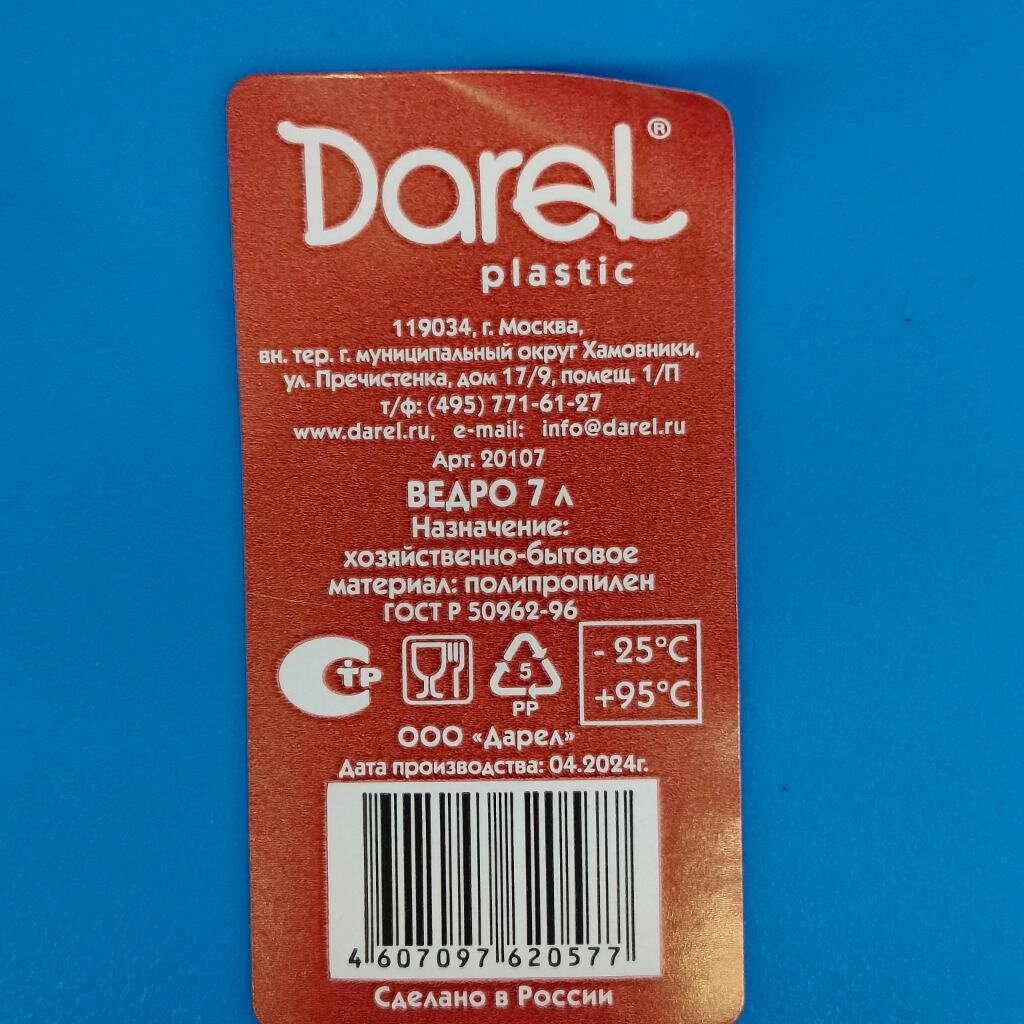 Darel®
plastic
119034, г. Москва,
вн. тер. г. муниципальный округ Хамовники,
ул. Пречистенка, дом 17/9, помещ. 1/П
т/ф: (495) 771-61-27
www.darel.ru, e-mail: info@darel.ru
Арт. 20107
ВЕДРО 7 л
Назначение:
хозяйственно-бытовое
материал: полипропилен
ГОСТ Р 50962-96
СТР
5
PP
- 25°C
+95°C
ООО «Дарел»
Дата производства: 04.2024г.
4 607097 620577
Сделано в России